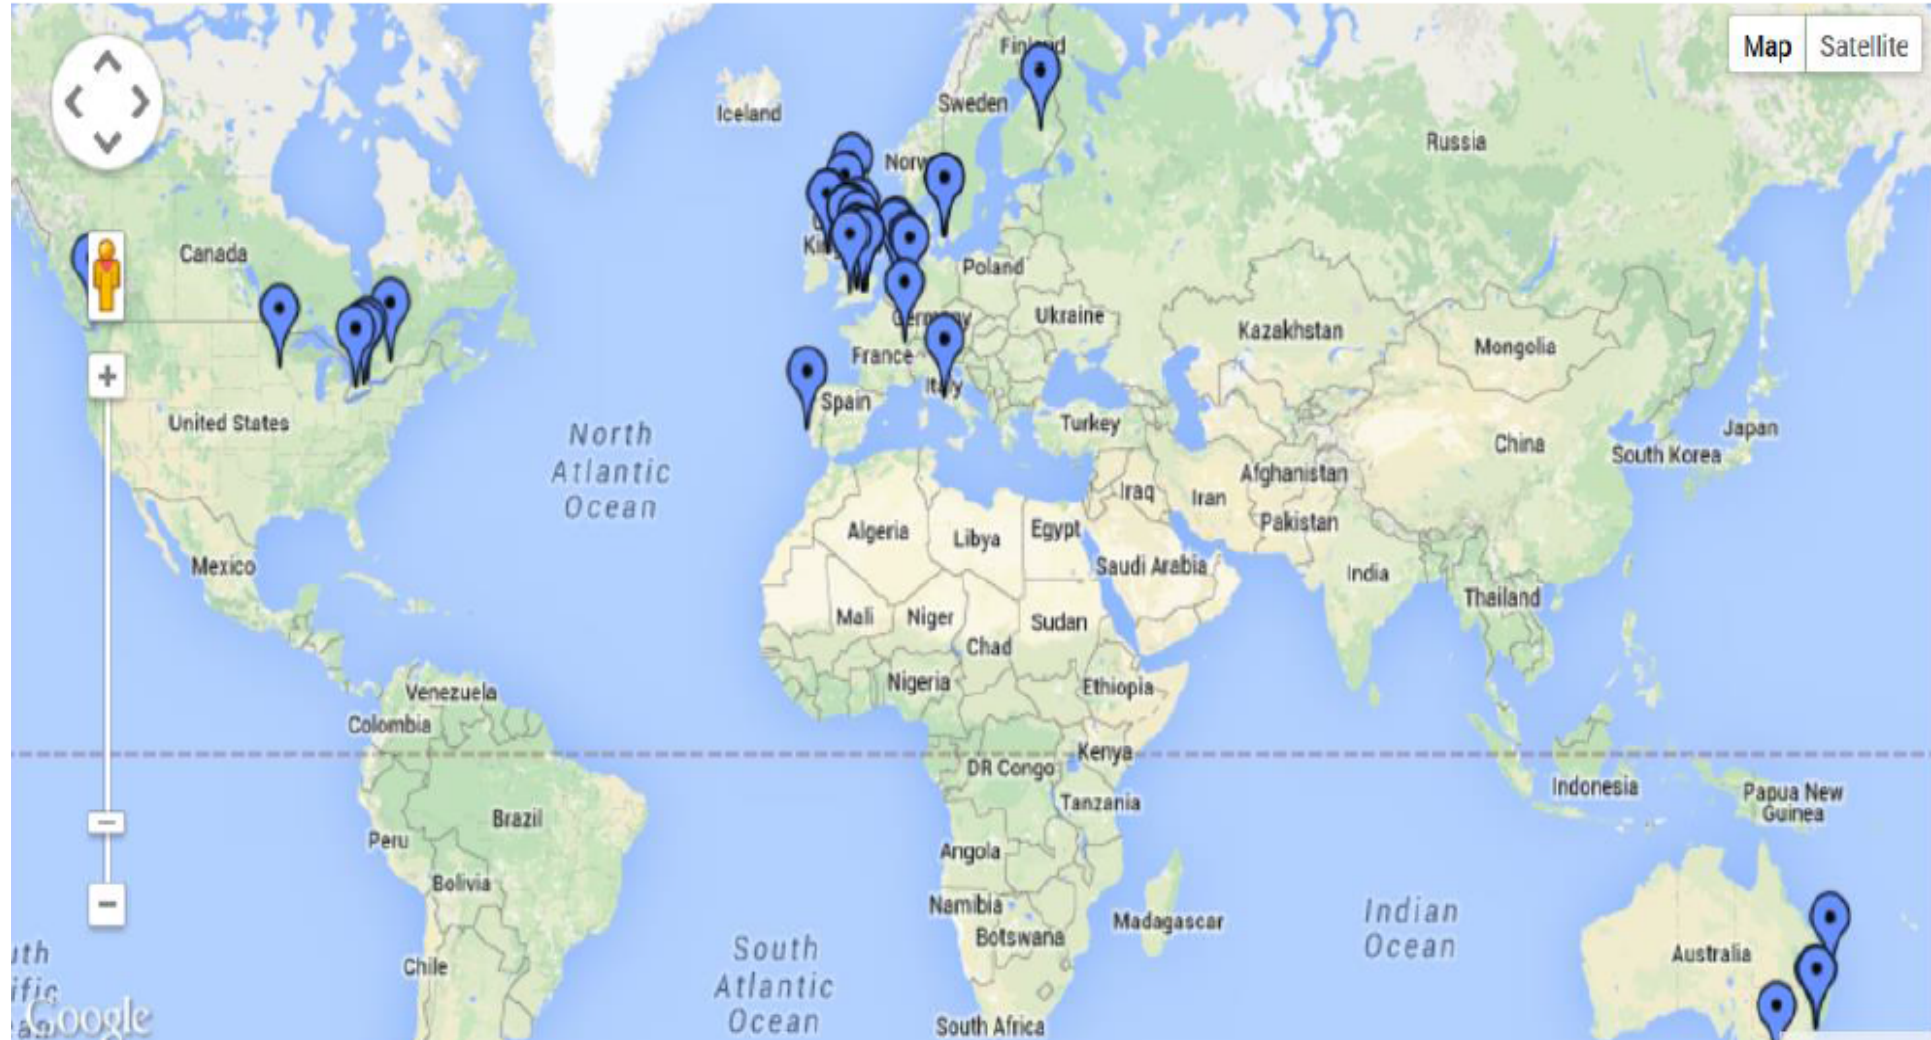 Map
Satellite
Finland
Iceland
Sweden
Russia
Norw
Canada
Poland
Ukraine
Germany
Kazakhstan
Mongolia
France
Italy
United States
Spain
Turkey
China
Japan
South Korea
North
Atlantic
Ocean
Iraq
Iran
Afghanistan
Pakistan
Algeria
Libya
Egypt
Saudi Arabia
India
Mexico
Thailand
Mali
Niger
Sudan
Chad
Venezuela
Nigeria
Ethiopia
Colombia
Kenya
DR Congo
Indonesia
Papua New
Guinea
Tanzania
Brazil
Peru
Angola
Bolivia
Namibia
Botswana
Madagascar
Indian
Ocean
Australia
Chile
South
Atlantic
Ocean
South Africa
uth
ific
Google